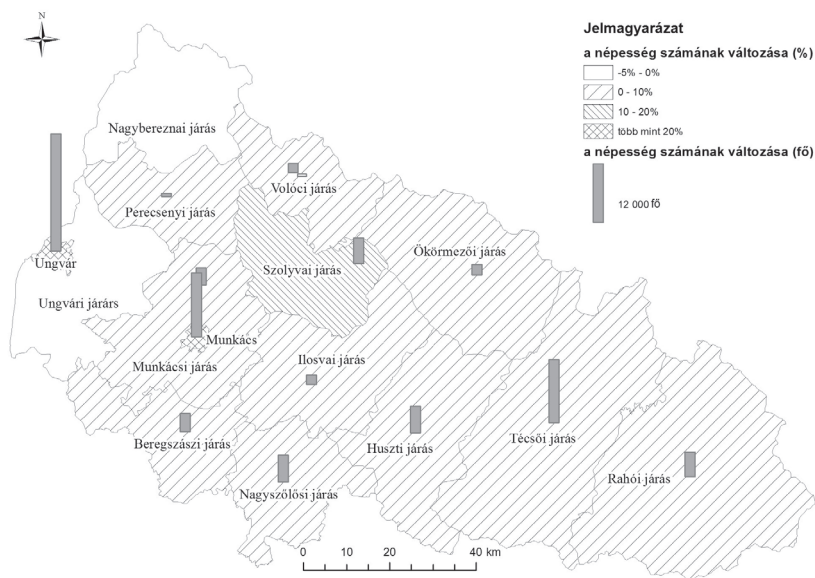 N
Jelmagyarázat
a népesség számának változása (%)
-5% - 0%
0 - 10%
10 - 20%
több mint 20%
a népesség számának változása (fő)
12 000 fő
Nagybereznai járás
Perecsenyi járás
Volóci járás
Ungvár
Szolyvai járás
Ökörmezői járás
Ungvári járárs
Munkács
Munkácsi járás
Ilosvai járás
Beregszászi járás
Huszti járás
Técsői járás
Nagyszőlősi járás
Rahói járás
0 10 20 40 km